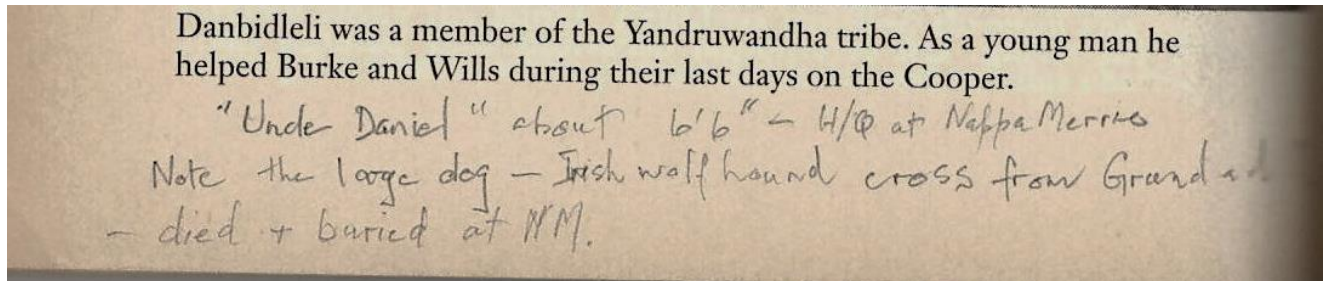 Danbidleli was a member of the Yandruwandha tribe. As a young man he
helped Burke and Wills during their last days on the Cooper.
"Uncle Daniel" about 6'6" - H/Q at Nappa Merrie
Note the large dog - Irish wolf hound cross from
- died + buried at NM.